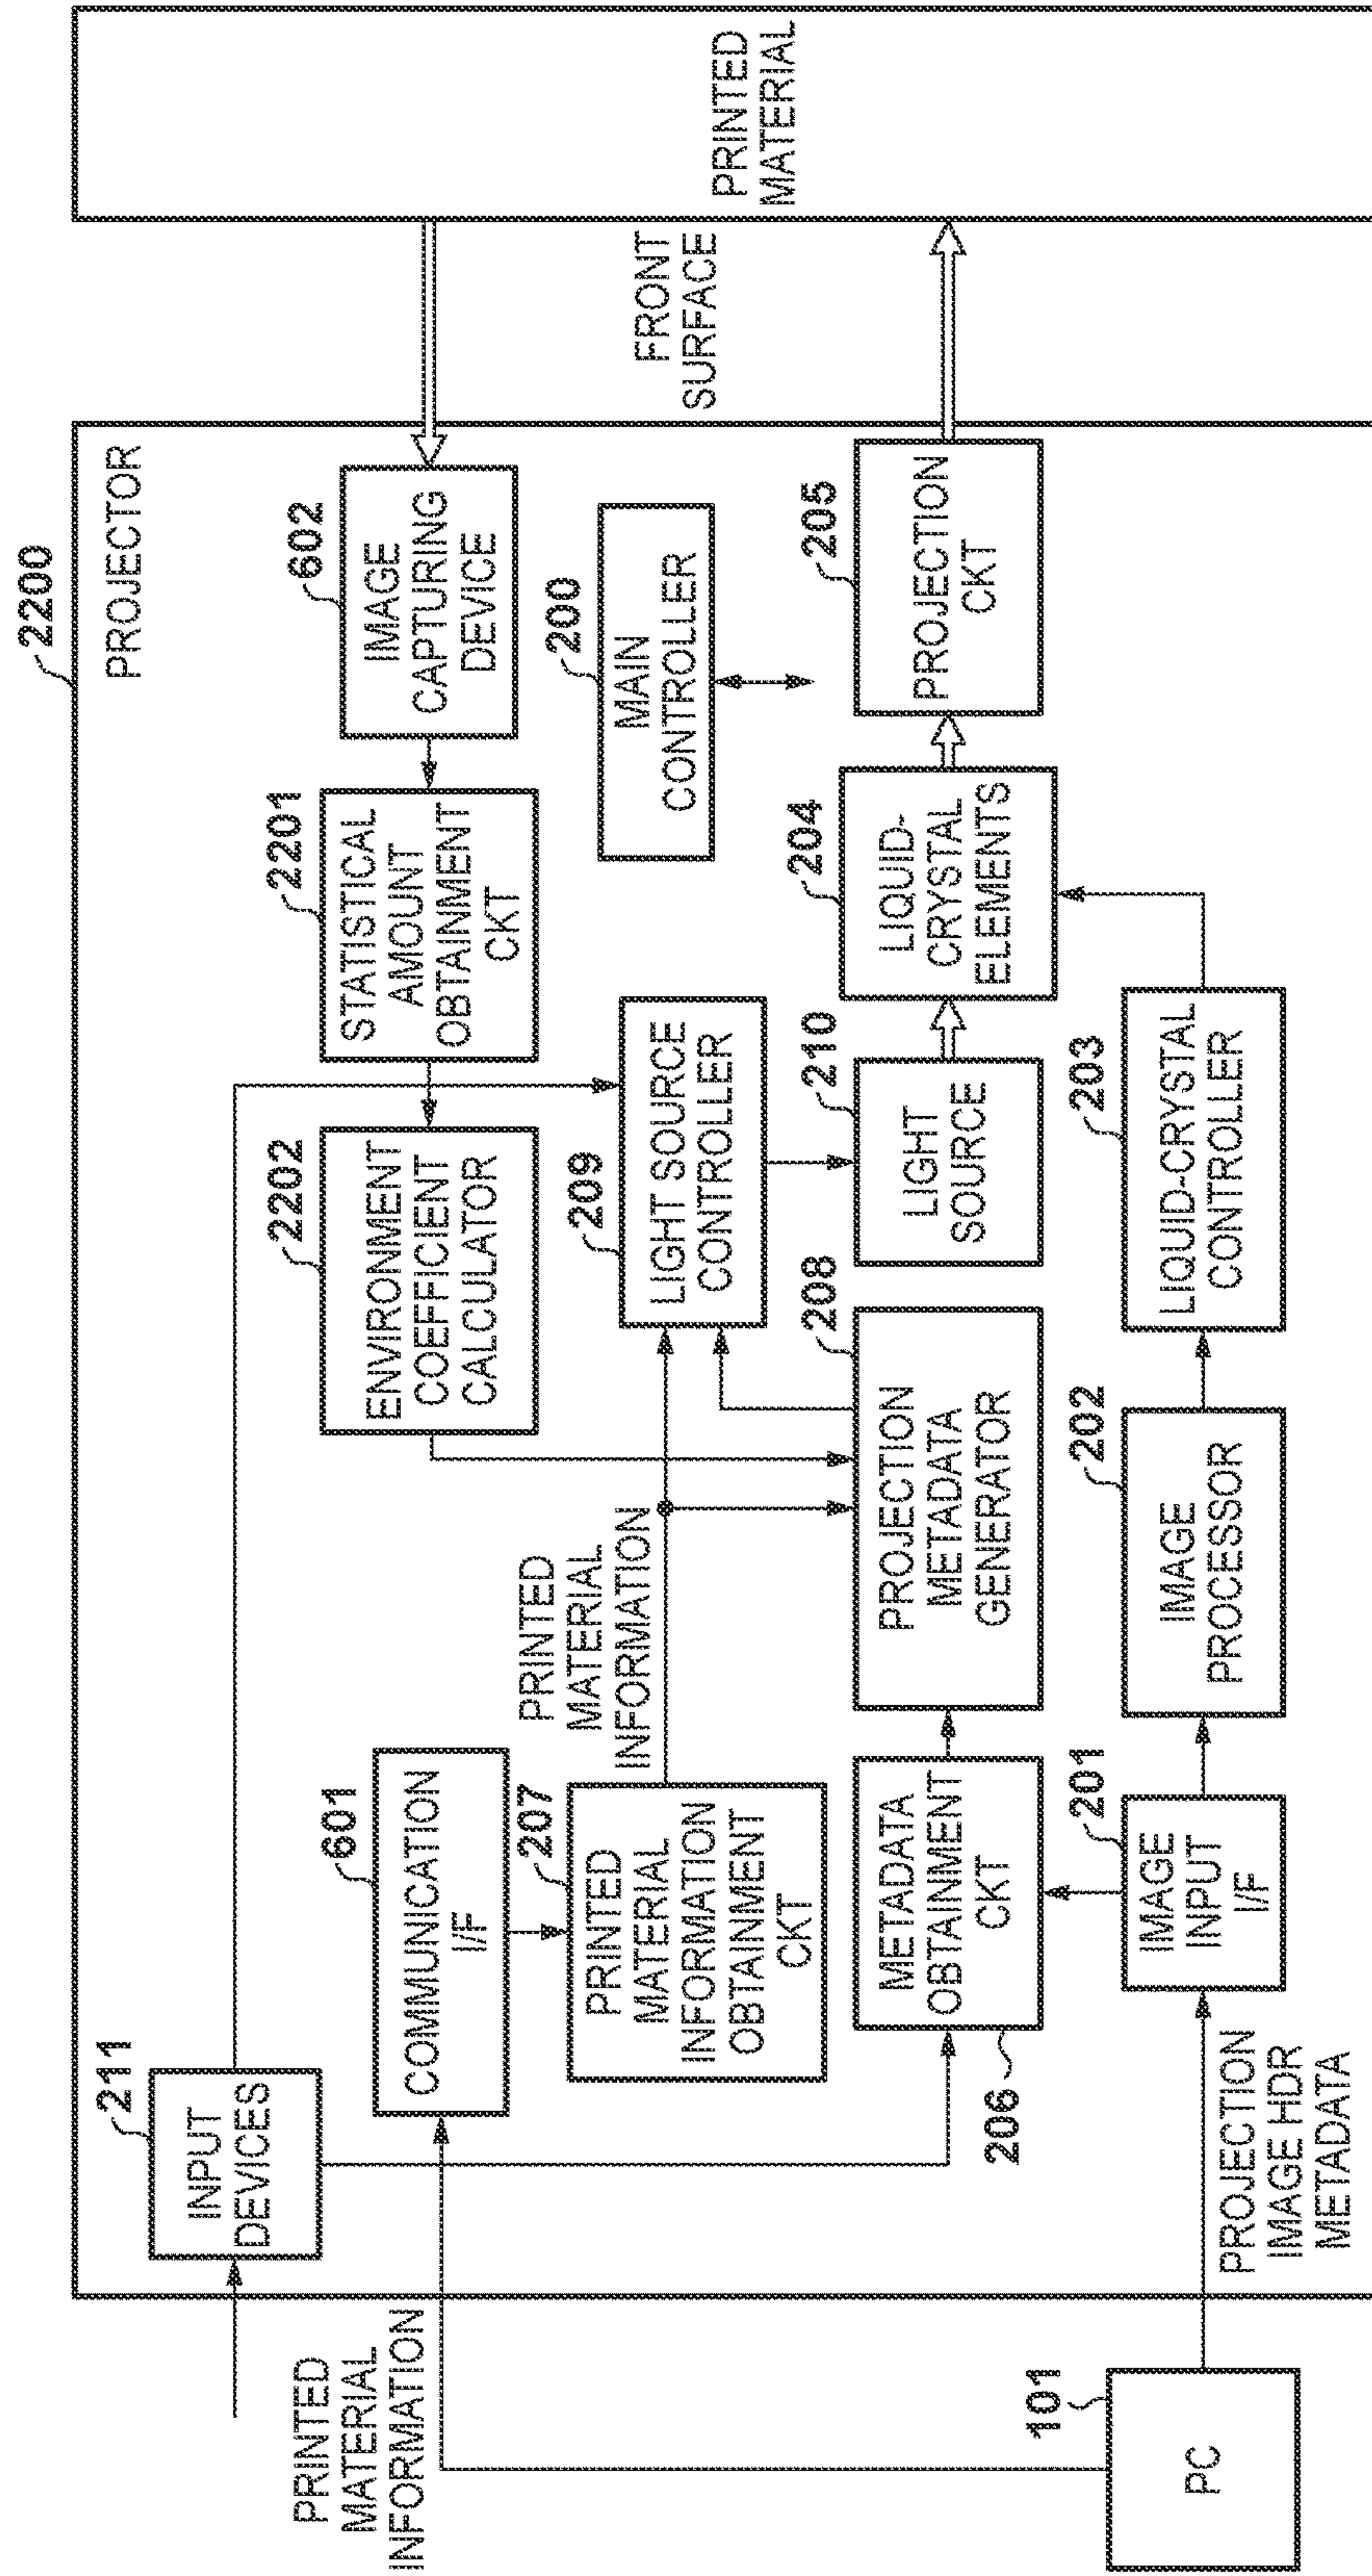 2200
PROJECTOR
211
INPUT
DEVICES
PRINTED
MATERIAL
INFORMATION
601
COMMUNICATION
I/F
207
PRINTED
MATERIAL
INFORMATION
OBTAINMENT
CKT
PRINTED
MATERIAL
INFORMATION
2202
ENVIRONMENT
COEFFICIENT
CALCULATOR
2201
STATISTICAL
AMOUNT
OBTAINMENT
CKT
602
IMAGE
CAPTURING
DEVICE
209
LIGHT SOURCE
CONTROLLER
200
MAIN
CONTROLLER
FRONT
SURFACE
PRINTED
MATERIAL
206
METADATA
OBTAINMENT
CKT
208
PROJECTION
METADATA
GENERATOR
210
LIGHT
SOURCE
204
LIQUID-
CRYSTAL
ELEMENTS
205
PROJECTION
CKT
101
PC
PROJECTION
IMAGE HDR
METADATA
201
IMAGE
INPUT
I/F
202
IMAGE
PROCESSOR
203
LIQUID-CRYSTAL
CONTROLLER